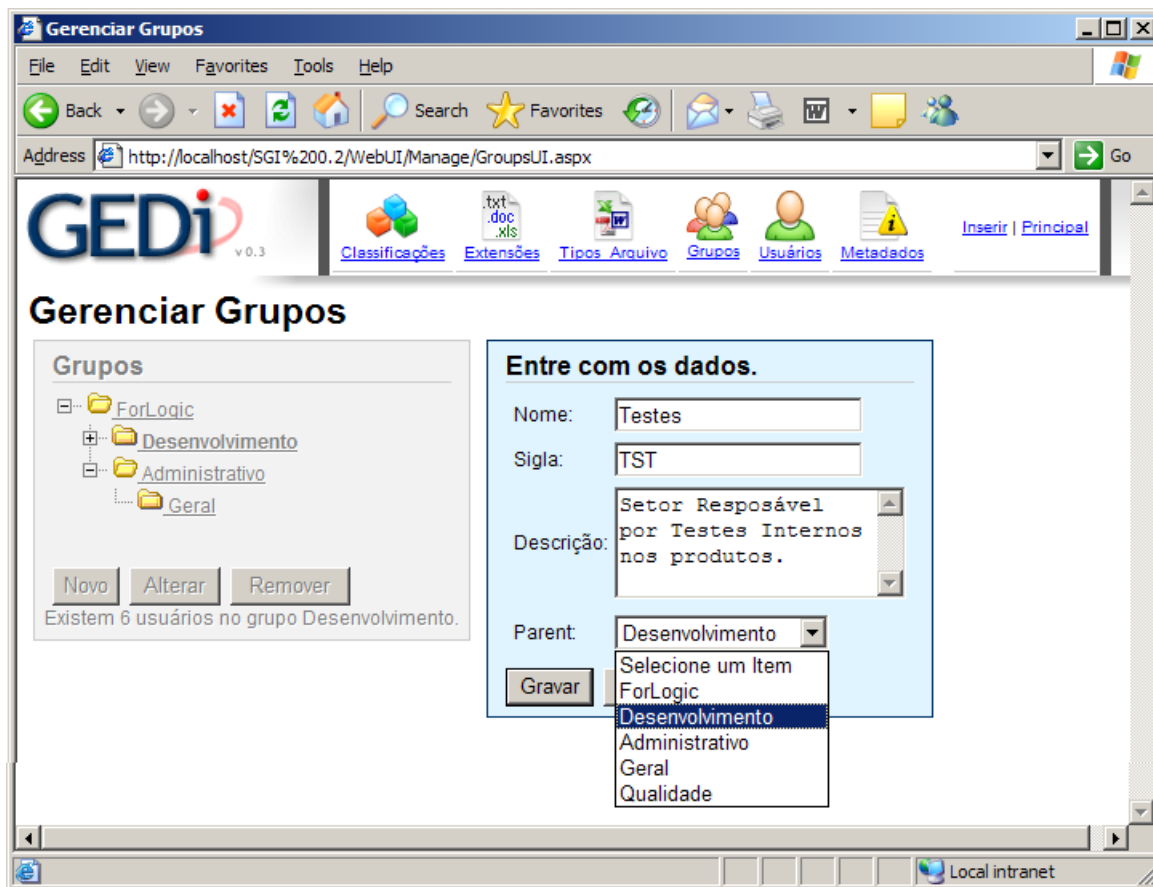 Gerenciar Grupos
File Edit View Favorites Tools Help
Back Search Favorites
Address http://localhost/SGI%200.2/WebUI/Manage/GroupsUI.aspx Go
GEDi v 0.3
.txt
.doc
.xls
Classificações Extensões Tipos Arquivo Grupos Usuários Metadados Inserir | Principal
Gerenciar Grupos
Grupos
ForLogic
Desenvolvimento
Administrativo
Geral
Novo Alterar Remover
Existem 6 usuários no grupo Desenvolvimento.
Entre com os dados.
Nome: Testes
Sigla: TST
Descrição: Setor Resposável
por Testes Internos
nos produtos.
Parent: Desenvolvimento
Selecione um Item
ForLogic
Desenvolvimento
Administrativo
Geral
Qualidade
Gravar
Local intranet